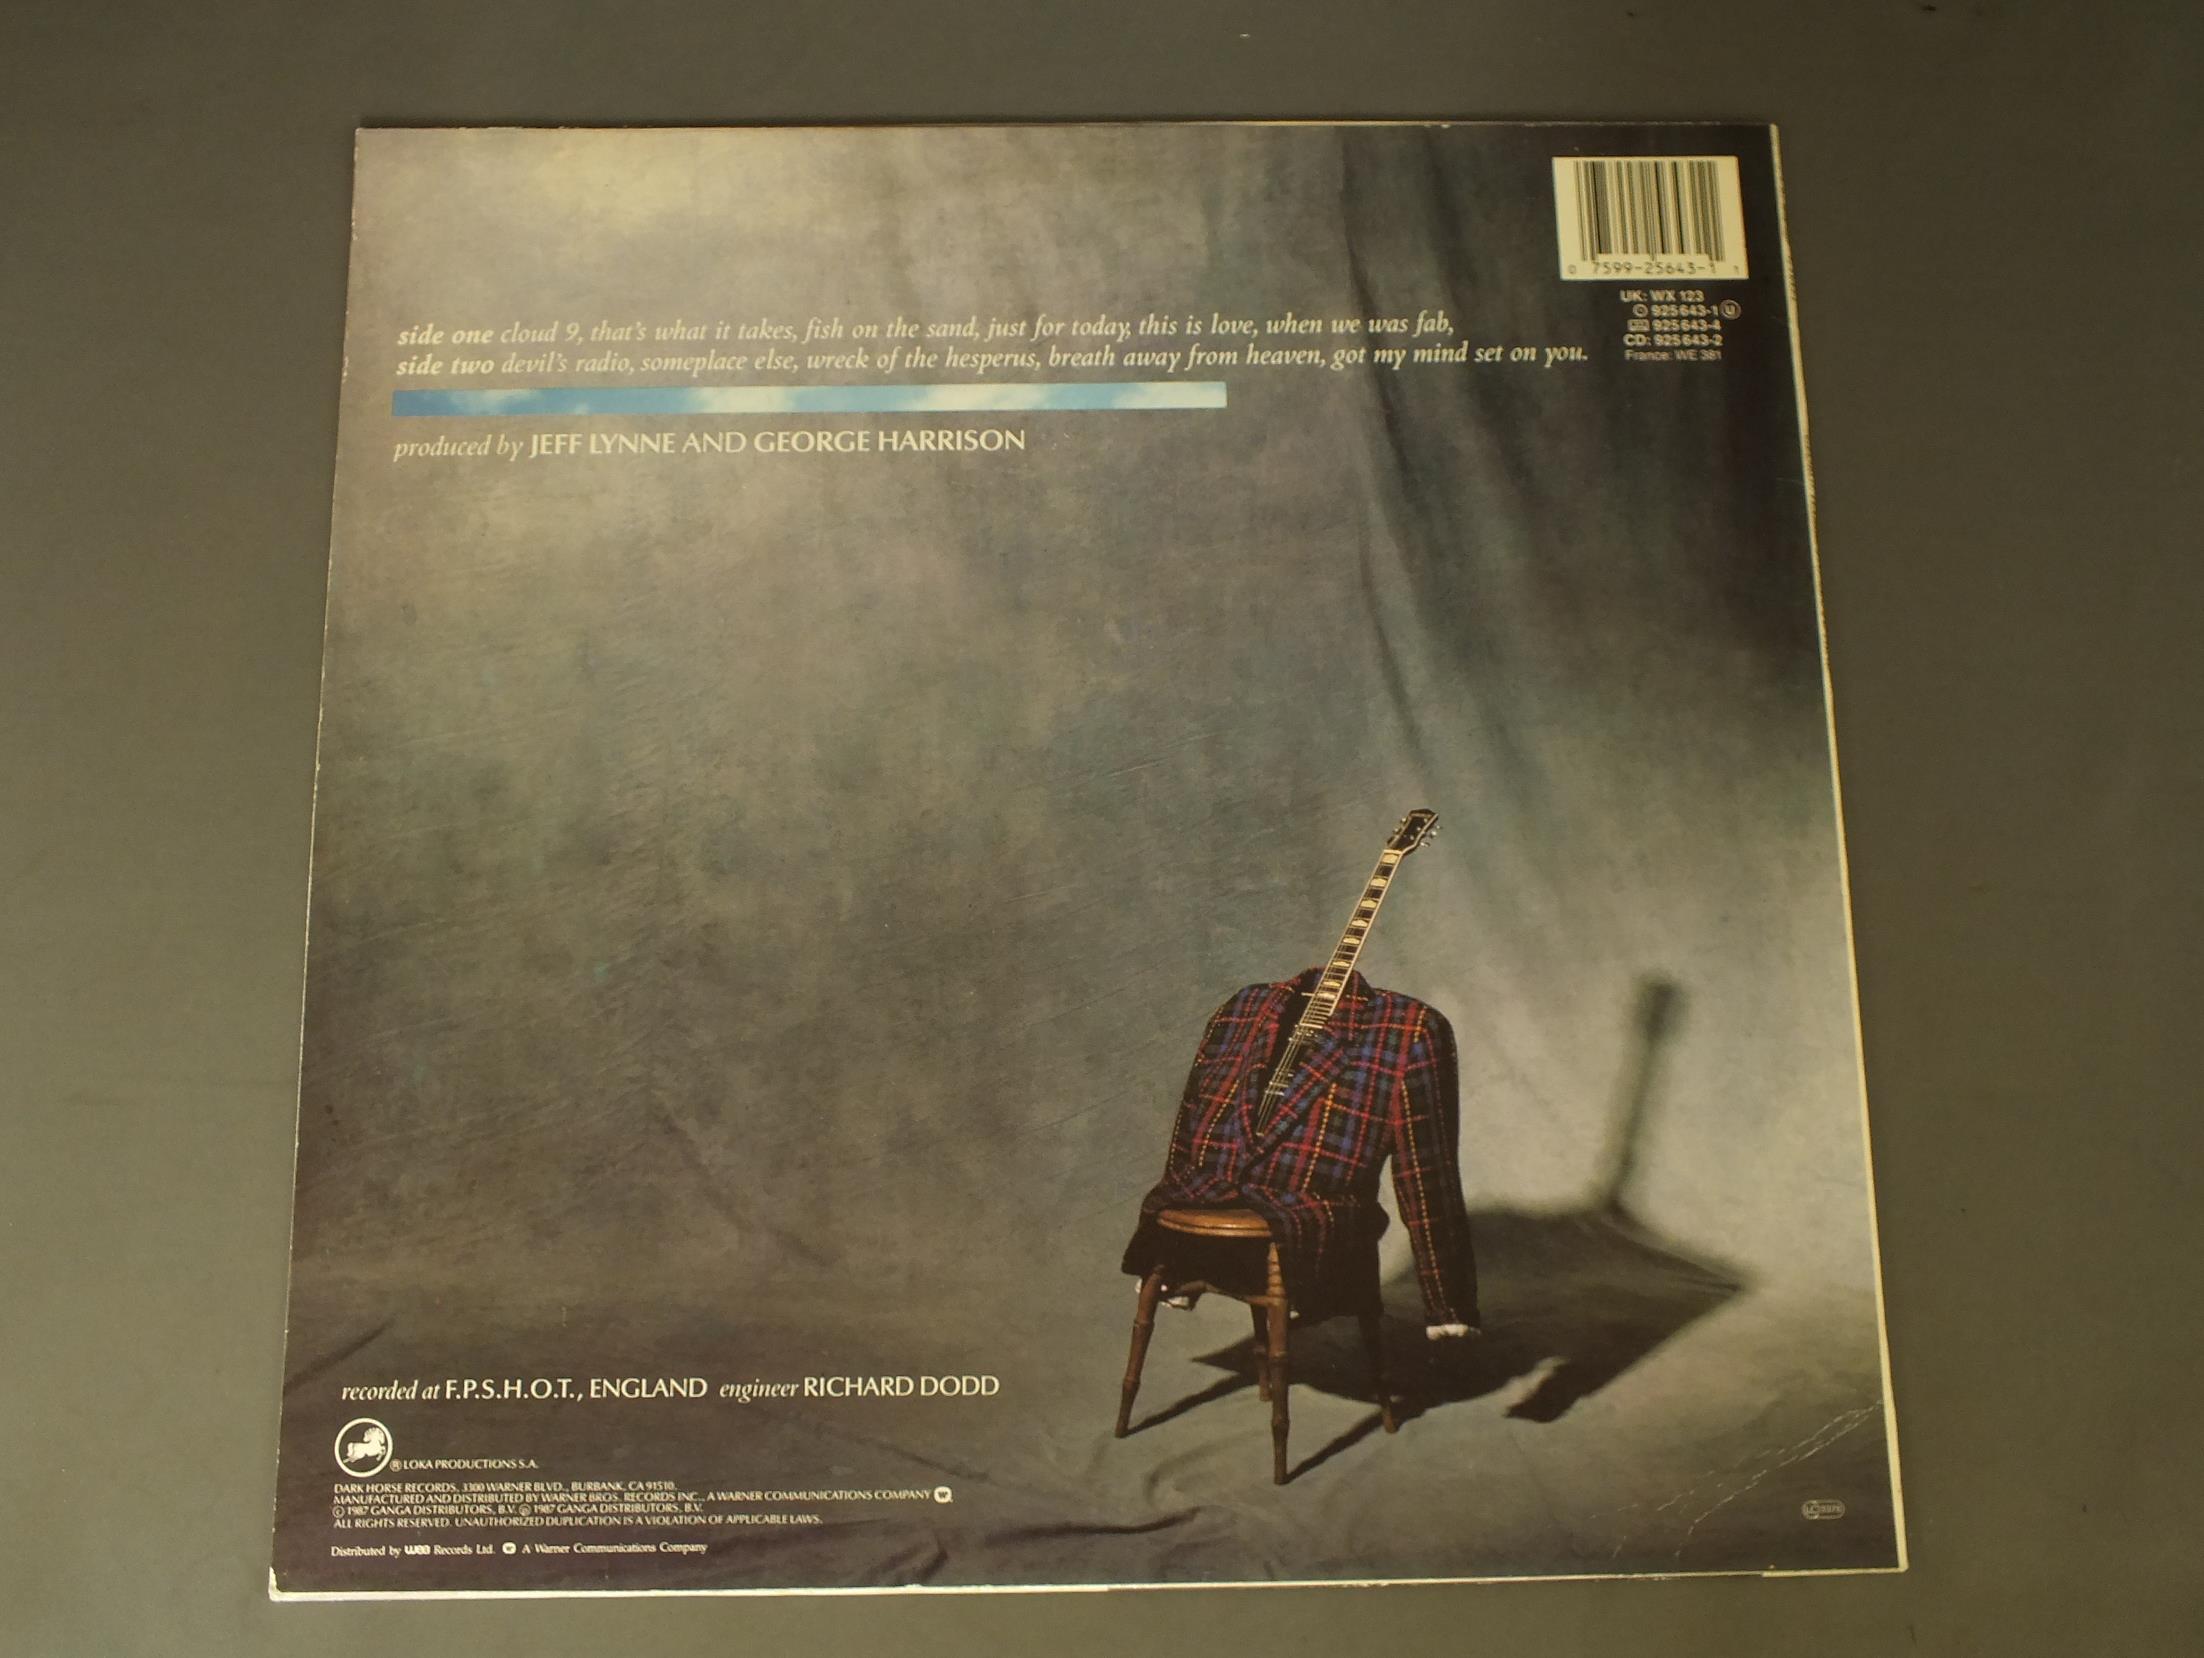 0 7599-25643-1 1
UK: WX 123
925643-1 U
925643-4
CD: 925643-2
France: WE 381
side one cloud 9, that's what it takes, fish on the sand, just for today, this is love, when we was fab,
side two devil's radio, someplace else, wreck of the hesperus, breath away from heaven, got my mind set on you.
produced by JEFF LYNNE AND GEORGE HARRISON
recorded at F.P.S.H.O.T., ENGLAND engineer RICHARD DODD
® LOKA PRODUCTIONS S.A.
DARK HORSE RECORDS, 3300 WARNER BLVD., BURBANK, CA 91510.
MANUFACTURED AND DISTRIBUTED BY WARNER BROS. RECORDS INC., A WARNER COMMUNICATIONS COMPANY
© 1987 GANGA DISTRIBUTORS, B.V. ℗ 1987 GANGA DISTRIBUTORS, B.V.
ALL RIGHTS RESERVED. UNAUTHORIZED DUPLICATION IS A VIOLATION OF APPLICABLE LAWS.
Distributed by wea Records Ltd. A Warner Communications Company